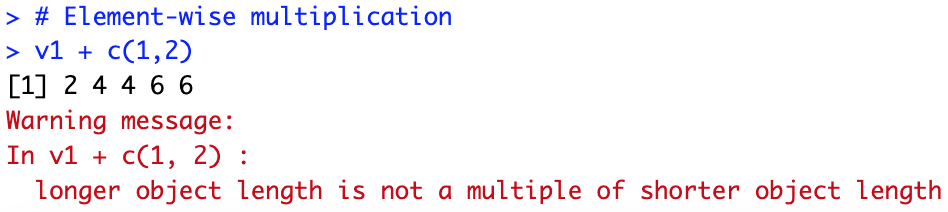 > # Element-wise multiplication
> v1 + c(1,2)
[1] 2 4 4 6 6
Warning message:
In v1 + c(1, 2) :
  longer object length is not a multiple of shorter object length